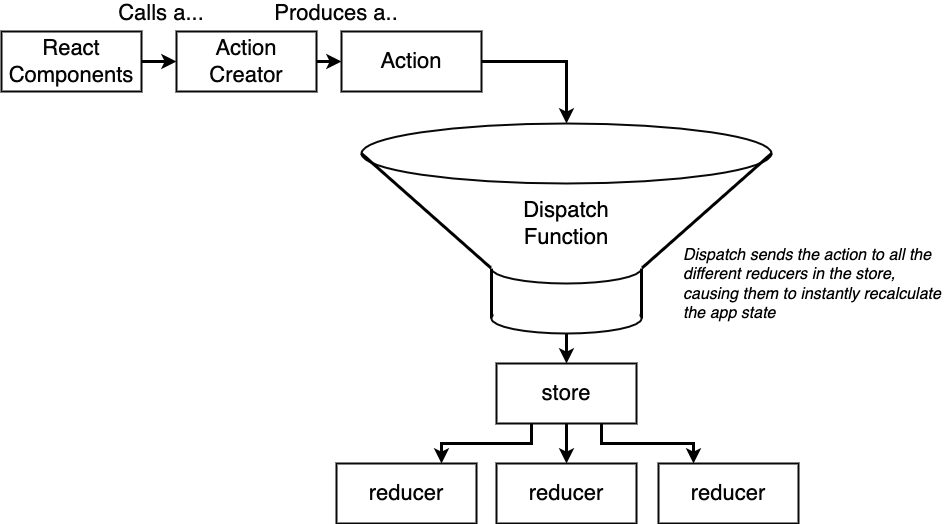 Calls a...
Produces a..
React
Components
Action
Creator
Action
Dispatch
Function
Dispatch sends the action to all the
different reducers in the store,
causing them to instantly recalculate
the app state
store
reducer
reducer
reducer